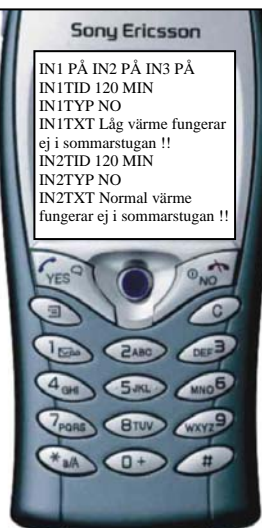 Sony Ericsson
IN1 PÅ IN2 PÅ IN3 PÅ
IN1TID 120 MIN
IN1TYP NO
IN1TXT Låg värme fungerar
ej i sommarstugan !!
IN2TID 120 MIN
IN2TYP NO
IN2TXT Normal värme
fungerar ej i sommarstugan !!
YES NO
C
1 2ABC DEF3
4GHI 5JKL MNO6
7PQRS 8TUV WXYZ9
*a/A 0+ #